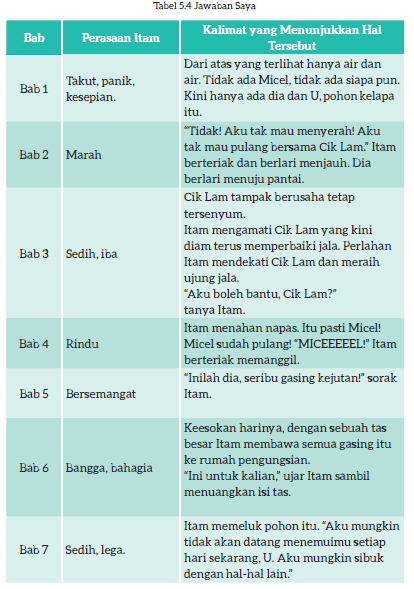 Tabel 5.4 Jawaban Saya
Bab
Perasaan Itam
Kalimat yang Menunjukkan Hal
Tersebut
Bab 1
Takut, panik,
kesepian.
Dari atas yang terlihat hanya air dan
air. Tidak ada Micel, tidak ada siapa pun.
Kini hanya ada dia dan U, pohon kelapa
itu.
Bab 2
Marah
“Tidak! Aku tak mau menyerah! Aku
tak mau pulang bersama Cik Lam.” Itam
berteriak dan berlari menjauh. Dia
berlari menuju pantai.
Bab 3
Sedih, iba
Cik Lam tampak berusaha tetap
tersenyum.
Itam mengamati Cik Lam yang kini
diam terus memperbaiki jala. Perlahan
Itam mendekati Cik Lam dan meraih
ujung jala.
“Aku boleh bantu, Cik Lam?”
tanya Itam.
Bab 4
Rindu
Itam menahan napas. Itu pasti Micel!
Micel sudah pulang! “MICEEEEEL!” Itam
berteriak memanggil.
Bab 5
Bersemangat
“Inilah dia, seribu gasing kejutan!” sorak
Itam.
Bab 6
Bangga, bahagia
Keesokan harinya, dengan sebuah tas
besar Itam membawa semua gasing itu
ke rumah pengungsian.
“Ini untuk kalian,” ujar Itam sambil
menuangkan isi tas.
Bab 7
Sedih, lega.
Itam memeluk pohon itu. “Aku mungkin
tidak akan datang menemuimu setiap
hari sekarang, U. Aku mungkin sibuk
dengan hal-hal lain.”